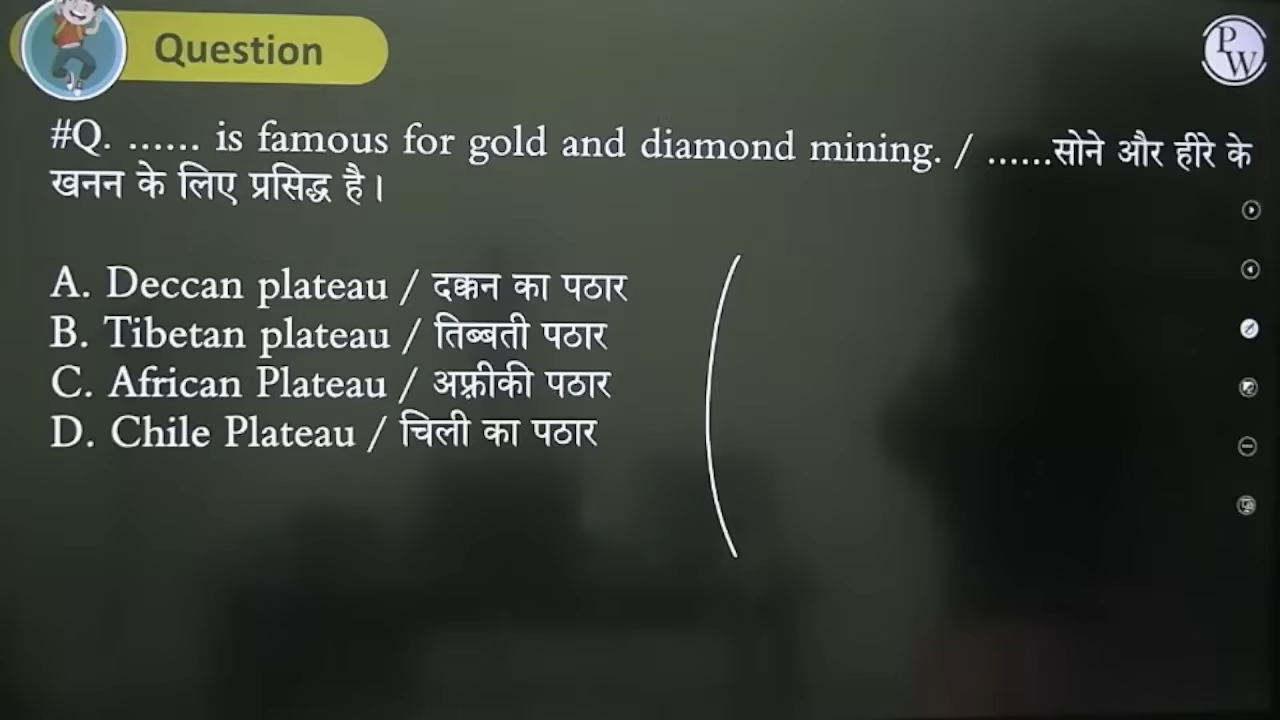 Question
PW
#Q. ...... is famous for gold and diamond mining. / ......सोने और हीरे के
खनन के लिए प्रसिद्ध है।
A. Deccan plateau / दक्कन का पठार
B. Tibetan plateau / तिब्बती पठार
C. African Plateau / अफ़्रीकी पठार
D. Chile Plateau / चिली का पठार